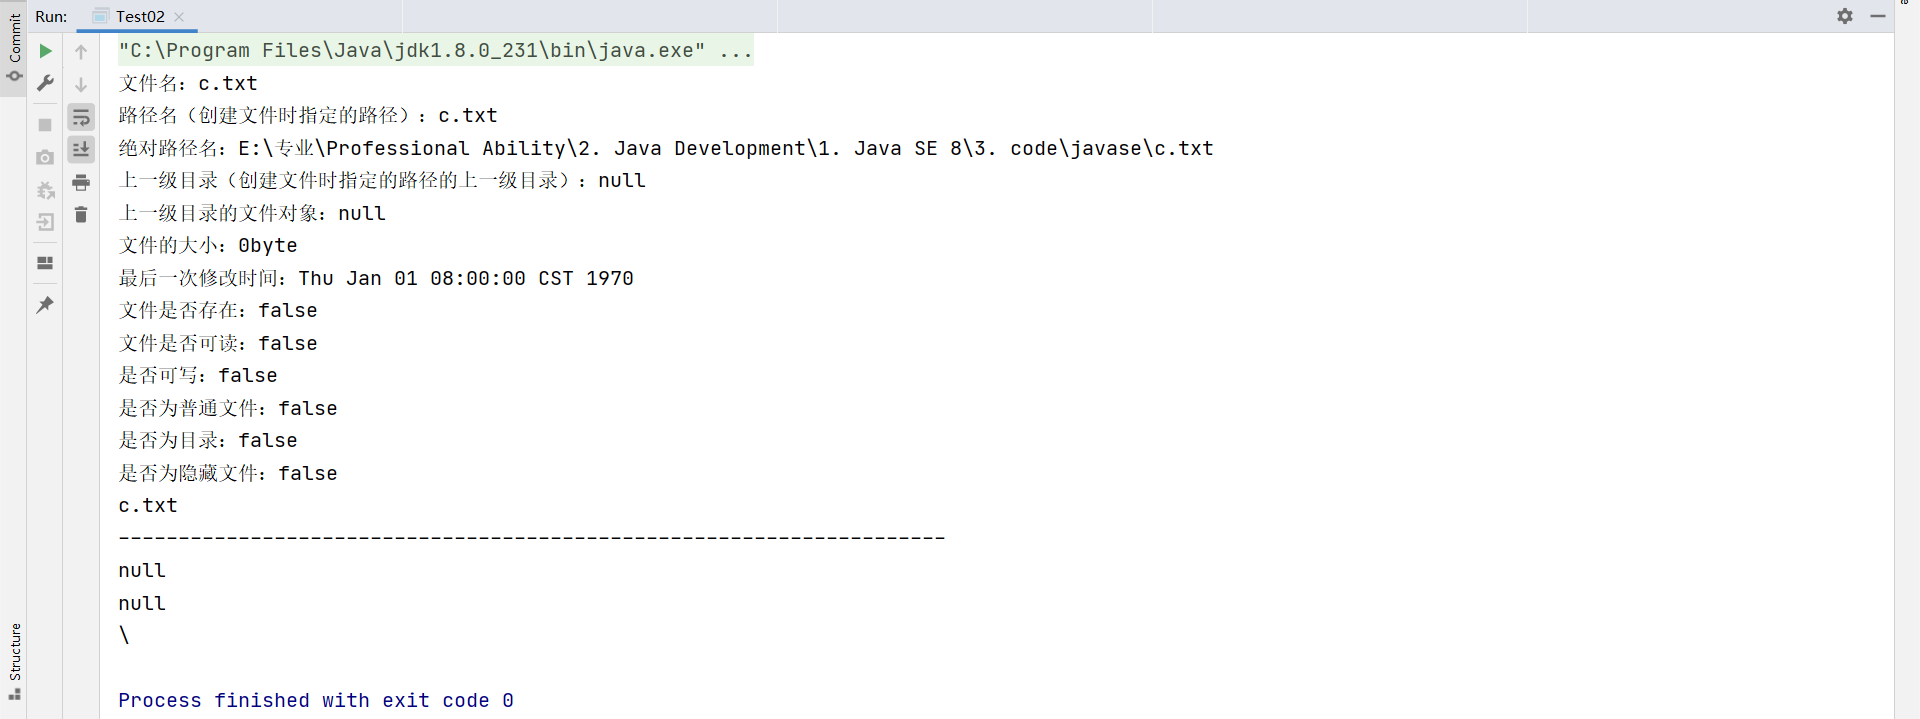 Run: Test02
Commit
"C:\Program Files\Java\jdk1.8.0_231\bin\java.exe" ...
文件名：c.txt
路径名（创建文件时指定的路径）：c.txt
绝对路径名：E:\专业\Professional Ability\2. Java Development\1. Java SE 8\3. code\javase\c.txt
上一级目录（创建文件时指定的路径的上一级目录）：null
上一级目录的文件对象：null
文件的大小：0byte
最后一次修改时间：Thu Jan 01 08:00:00 CST 1970
文件是否存在：false
文件是否可读：false
是否可写：false
是否为普通文件：false
是否为目录：false
是否为隐藏文件：false
c.txt
---------------------------------------------------------------------
null
null
\
Structure
Process finished with exit code 0